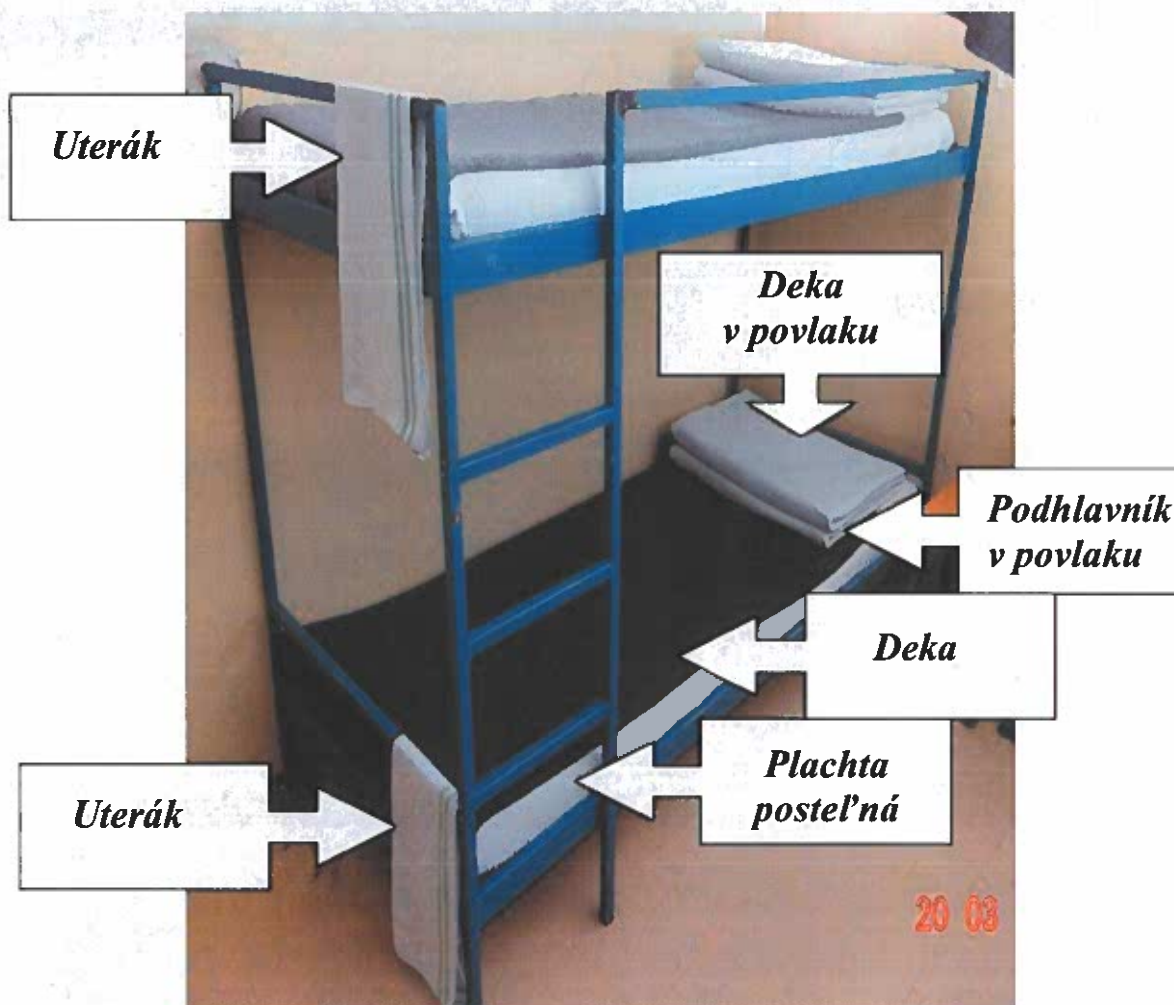 Uterák
Deka
v povlaku
Podhlavník
v povlaku
Deka
Plachta
posteľná
Uterák
20 03